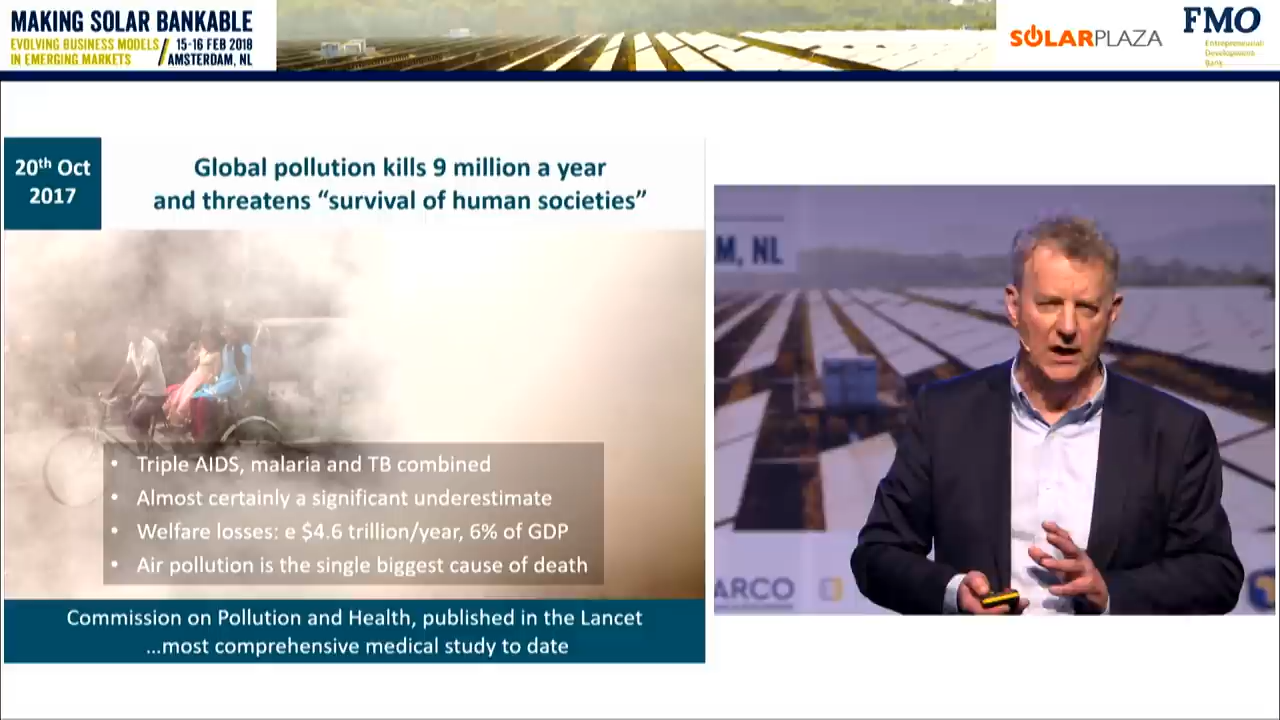 MAKING SOLAR BANKABLE
EVOLVING BUSINESS MODELS
IN EMERGING MARKETS
15-16 FEB 2018
AMSTERDAM, NL
SOLARPLAZA
FMO
Entrepreneurial
Development
Bank
20th Oct
2017
Global pollution kills 9 million a year
and threatens “survival of human societies”
• Triple AIDS, malaria and TB combined
• Almost certainly a significant underestimate
• Welfare losses: e $4.6 trillion/year, 6% of GDP
• Air pollution is the single biggest cause of death
Commission on Pollution and Health, published in the Lancet
...most comprehensive medical study to date
M, NL
ARCO